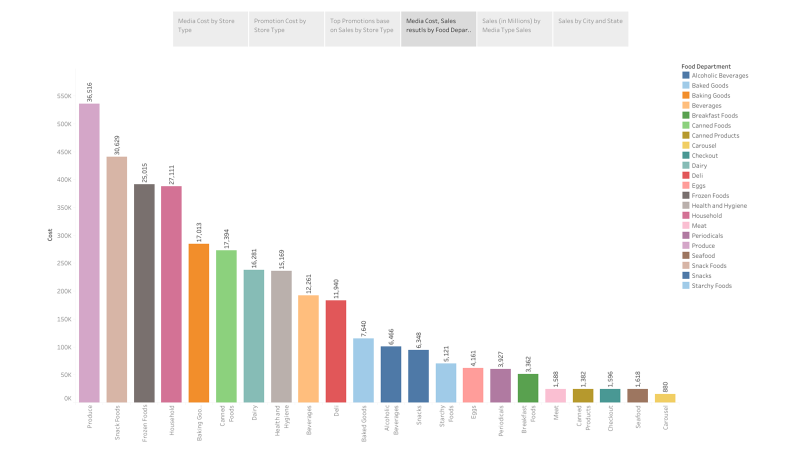 Media Cost by Store
Type
Promotion Cost by
Store Type
Top Promotions base
on Sales by Store Type
Media Cost, Sales
resutls by Food Depar..
Sales (in Millions) by
Media Type Sales
Sales by City and State
Food Department
Alcoholic Beverages
Baked Goods
Baking Goods
Beverages
Breakfast Foods
Canned Foods
Canned Products
Carousel
Checkout
Dairy
Deli
Eggs
Frozen Foods
Health and Hygiene
Household
Meat
Periodicals
Produce
Seafood
Snack Foods
Snacks
Starchy Foods
Cost
550K
500K
450K
400K
350K
300K
250K
200K
150K
100K
50K
0K
36,516
30,629
25,015
27,111
17,013
17,394
16,281
15,169
12,261
11,940
7,640
6,466
6,348
5,121
4,161
3,927
3,362
1,588
1,382
1,596
1,618
880
Produce
Snack Foods
Frozen Foods
Household
Baking Goo..
Canned
Foods
Dairy
Health and
Hygiene
Beverages
Deli
Baked Goods
Alcoholic
Beverages
Snacks
Starchy
Foods
Eggs
Periodicals
Breakfast
Foods
Meat
Canned
Products
Checkout
Seafood
Carousel